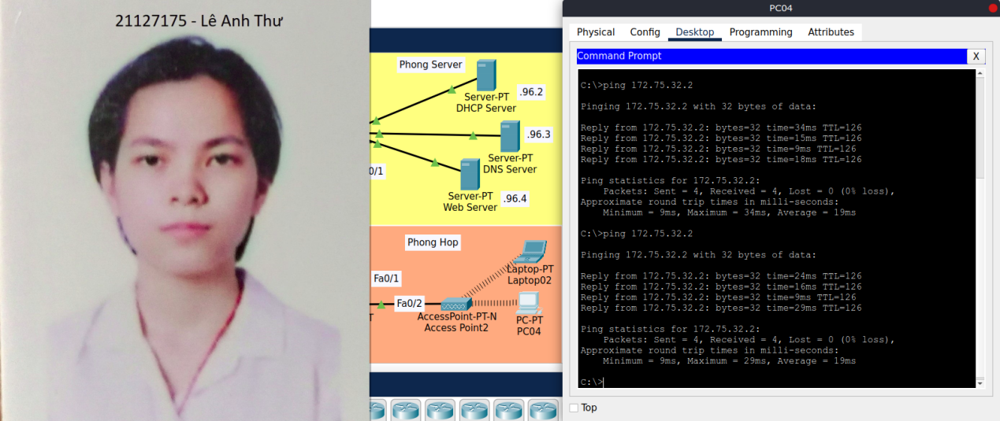 21127175 - Lê Anh Thư
Phong Server
Server-PT
DHCP Server
.96.2
Server-PT
DNS Server
.96.3
0/1
Server-PT
Web Server
.96.4
Phong Hop
Laptop-PT
Laptop02
Fa0/1
Fa0/2
T
AccessPoint-PT-N
Access Point2
PC-PT
PC04
PC04
Physical Config Desktop Programming Attributes
Command Prompt
X
C:\>ping 172.75.32.2
Pinging 172.75.32.2 with 32 bytes of data:
Reply from 172.75.32.2: bytes=32 time=34ms TTL=126
Reply from 172.75.32.2: bytes=32 time=15ms TTL=126
Reply from 172.75.32.2: bytes=32 time=9ms TTL=126
Reply from 172.75.32.2: bytes=32 time=18ms TTL=126
Ping statistics for 172.75.32.2:
Packets: Sent = 4, Received = 4, Lost = 0 (0% loss),
Approximate round trip times in milli-seconds:
Minimum = 9ms, Maximum = 34ms, Average = 19ms
C:\>ping 172.75.32.2
Pinging 172.75.32.2 with 32 bytes of data:
Reply from 172.75.32.2: bytes=32 time=24ms TTL=126
Reply from 172.75.32.2: bytes=32 time=16ms TTL=126
Reply from 172.75.32.2: bytes=32 time=9ms TTL=126
Reply from 172.75.32.2: bytes=32 time=29ms TTL=126
Ping statistics for 172.75.32.2:
Packets: Sent = 4, Received = 4, Lost = 0 (0% loss),
Approximate round trip times in milli-seconds:
Minimum = 9ms, Maximum = 29ms, Average = 19ms
C:\>
Top